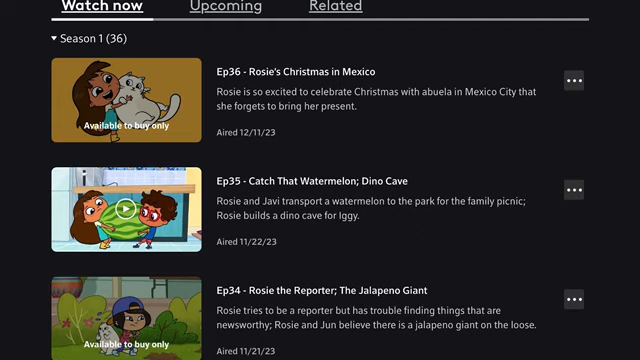 Watch now
Upcoming
Related
Season 1 (36)
Available to buy only
Ep36 - Rosie's Christmas in Mexico
Rosie is so excited to celebrate Christmas with abuela in Mexico City that
she forgets to bring her present.
Aired 12/11/23
Ep35 - Catch That Watermelon; Dino Cave
Rosie and Javi transport a watermelon to the park for the family picnic;
Rosie builds a dino cave for Iggy.
Aired 11/22/23
Available to buy only
Ep34 - Rosie the Reporter; The Jalapeno Giant
Rosie tries to be a reporter but has trouble finding things that are
newsworthy; Rosie and Jun believe there is a jalapeno giant on the loose.
Aired 11/21/23